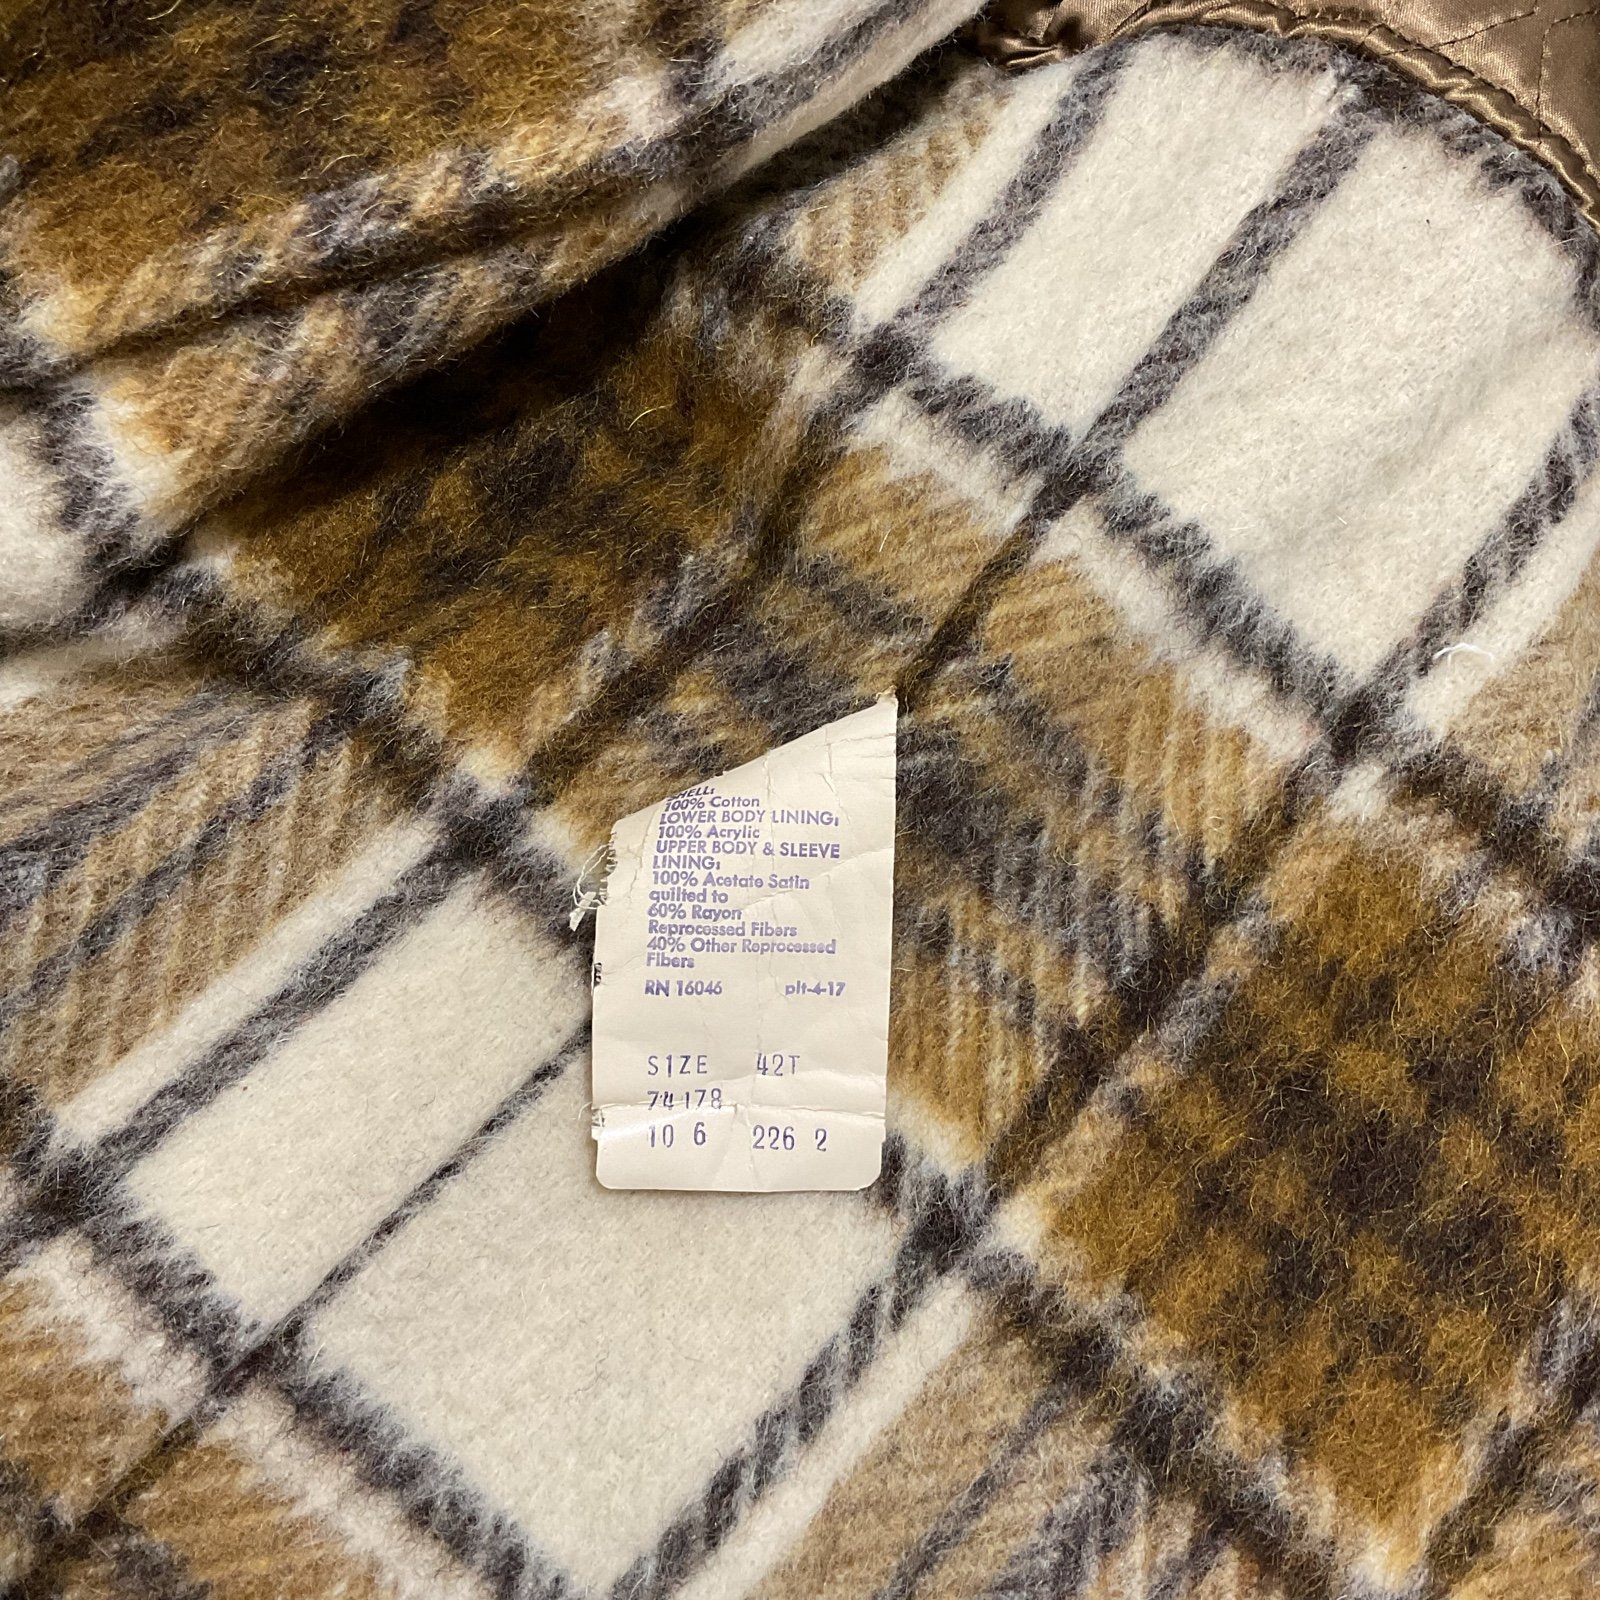 SHELL:
100% Cotton
LOWER BODY LINING:
100% Acrylic
UPPER BODY & SLEEVE
LINING:
100% Acetate Satin
quilted to
60% Rayon
Reprocessed Fibers
40% Other Reprocessed
Fibers
RN 16046 plt-4-17
SIZE 42T
74178
10 6 226 2